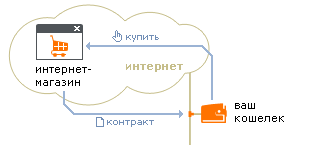 купить
интернет-
магазин
интернет
ваш
кошелек
контракт